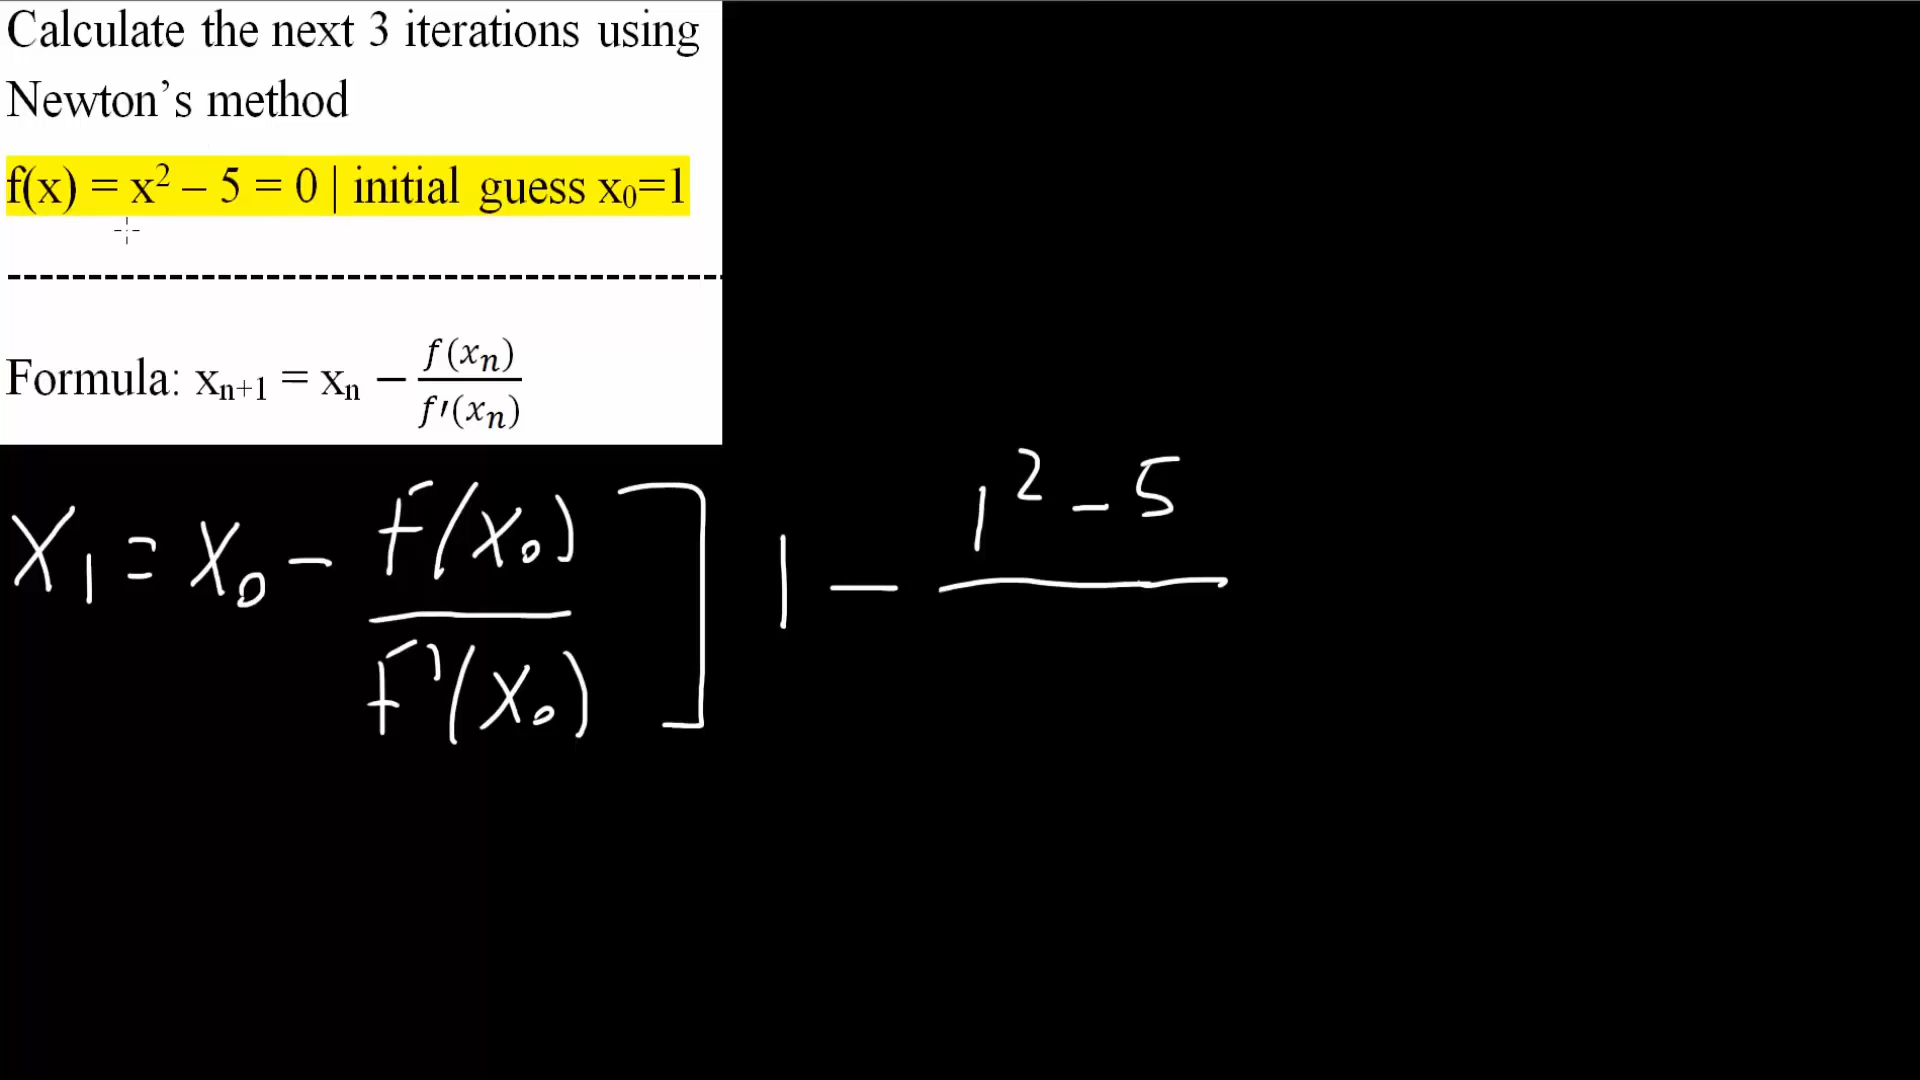 Calculate the next 3 iterations using
Newton’s method
f(x) = x² – 5 = 0 | initial guess x₀=1
Formula: xₙ₊₁ = xₙ − f(xₙ)/f′(xₙ)
X₁ = X₀ − f(X₀)/f'(X₀) ] 1 − 1² − 5